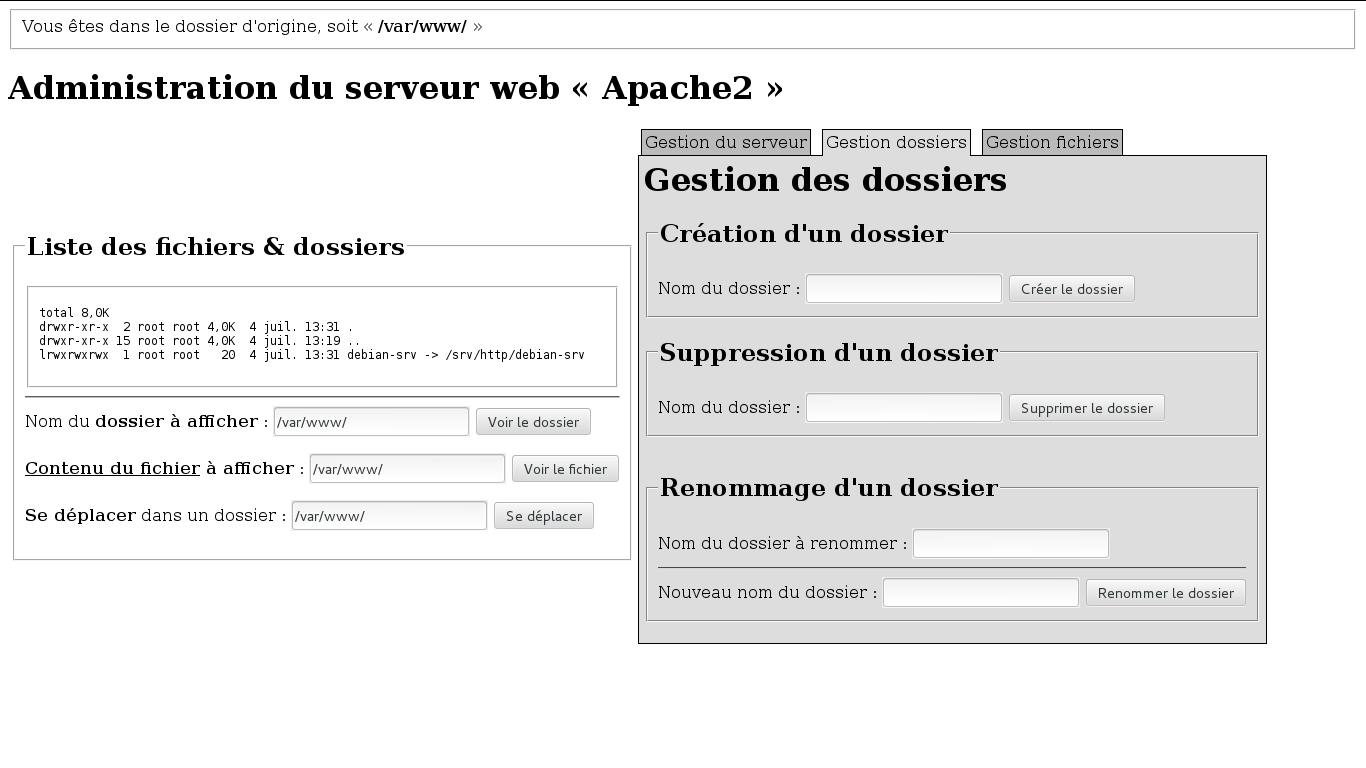 Vous êtes dans le dossier d'origine, soit « /var/www/ »
Administration du serveur web « Apache2 »
Liste des fichiers & dossiers
total 8,0K
drwxr-xr-x  2 root root 4,0K  4 juil. 13:31 .
drwxr-xr-x 15 root root 4,0K  4 juil. 13:19 ..
lrwxrwxrwx  1 root root   20  4 juil. 13:31 debian-srv -> /srv/http/debian-srv
Nom du dossier à afficher : /var/www/ Voir le dossier
Contenu du fichier à afficher : /var/www/ Voir le fichier
Se déplacer dans un dossier : /var/www/ Se déplacer
Gestion du serveur Gestion dossiers Gestion fichiers
Gestion des dossiers
Création d'un dossier
Nom du dossier : Créer le dossier
Suppression d'un dossier
Nom du dossier : Supprimer le dossier
Renommage d'un dossier
Nom du dossier à renommer :
Nouveau nom du dossier : Renommer le dossier